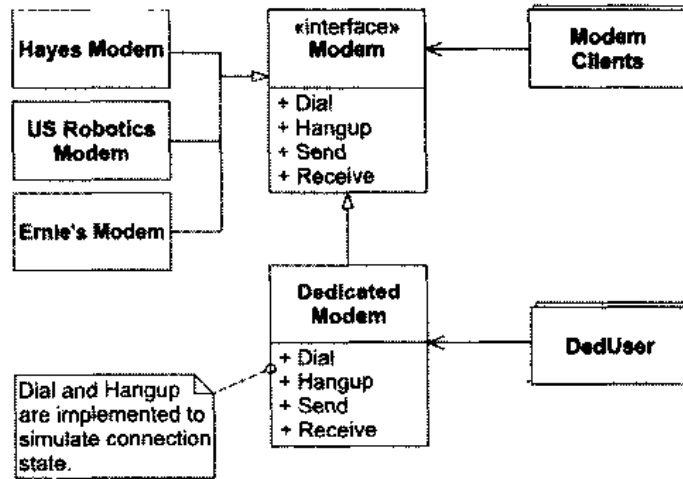 Hayes Modem
US Robotics
Modem
Ernie's Modem
«interface»
Modem
+ Dial
+ Hangup
+ Send
+ Receive
Modem
Clients
Dedicated
Modem
+ Dial
+ Hangup
+ Send
+ Receive
DedUser
Dial and Hangup
are implemented to
simulate connection
state.